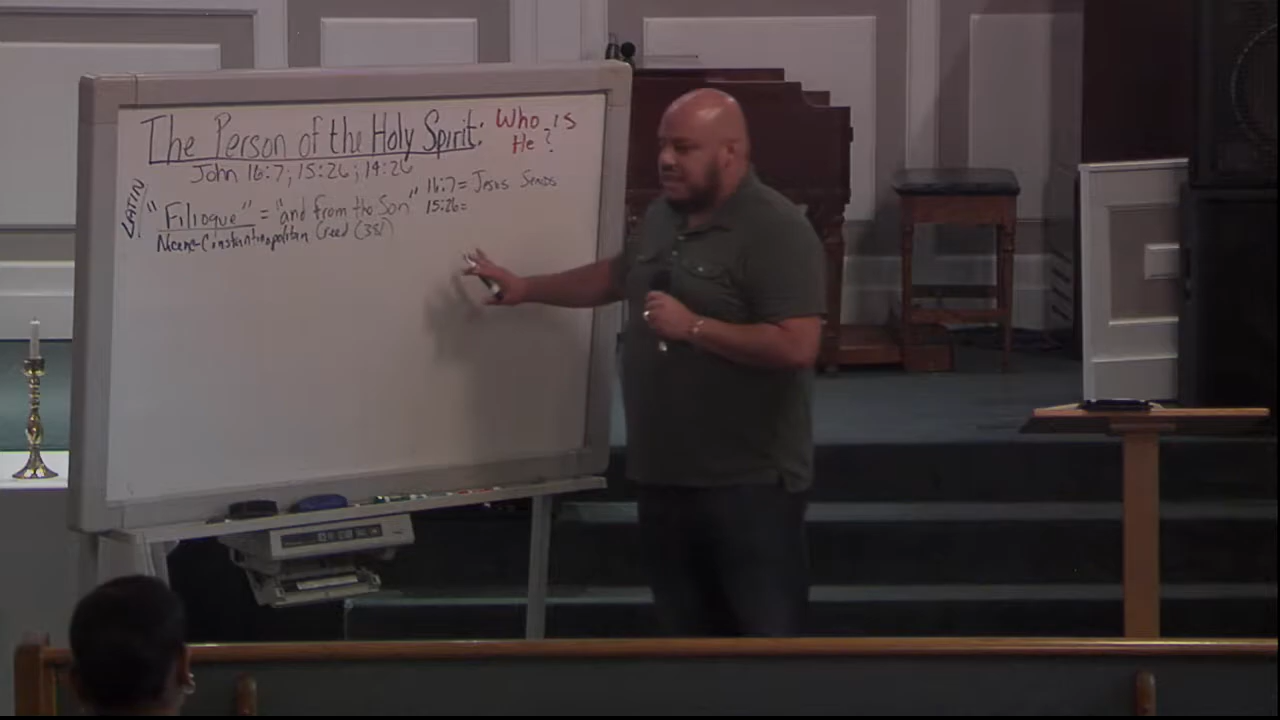 The Person of the Holy Spirit: Who is He?
John 16:7; 15:26; 14:26
LATIN
"Filioque" = "and from the Son"
Nicene-Constantinopolitan Creed (381)
16:7 = Jesus Sends
15:26 =